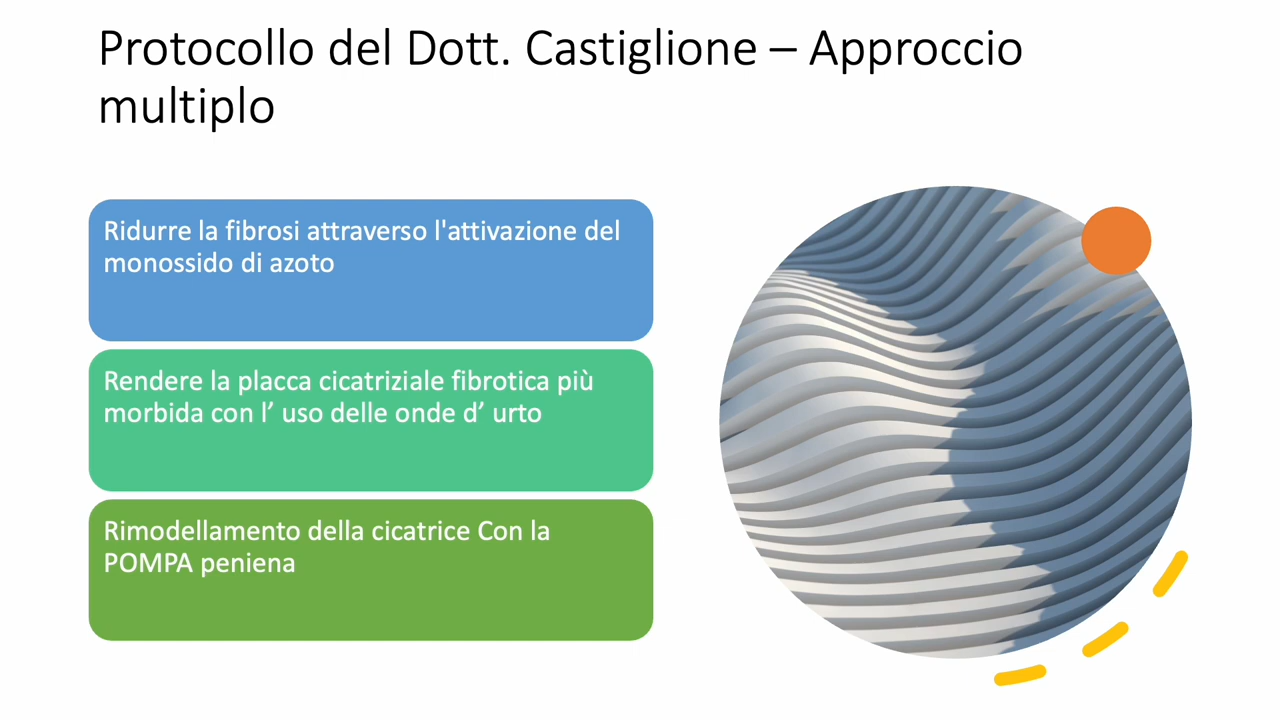 Protocollo del Dott. Castiglione – Approccio
multiplo
Ridurre la fibrosi attraverso l'attivazione del
monossido di azoto
Rendere la placca cicatriziale fibrotica più
morbida con l’ uso delle onde d’ urto
Rimodellamento della cicatrice Con la
POMPA peniena